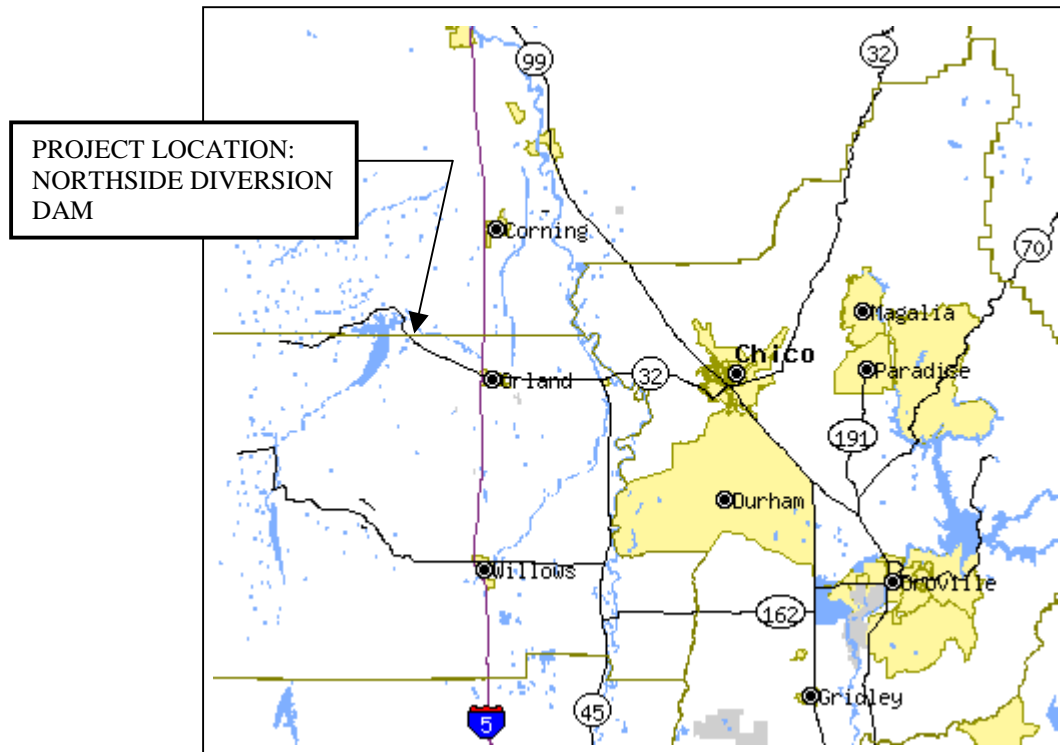 99
32
PROJECT LOCATION:
NORTHSIDE DIVERSION
DAM
Corning
70
Magalia
Chico
Orland
32
Paradise
191
Durham
Willows
Oroville
162
Gridley
45
5